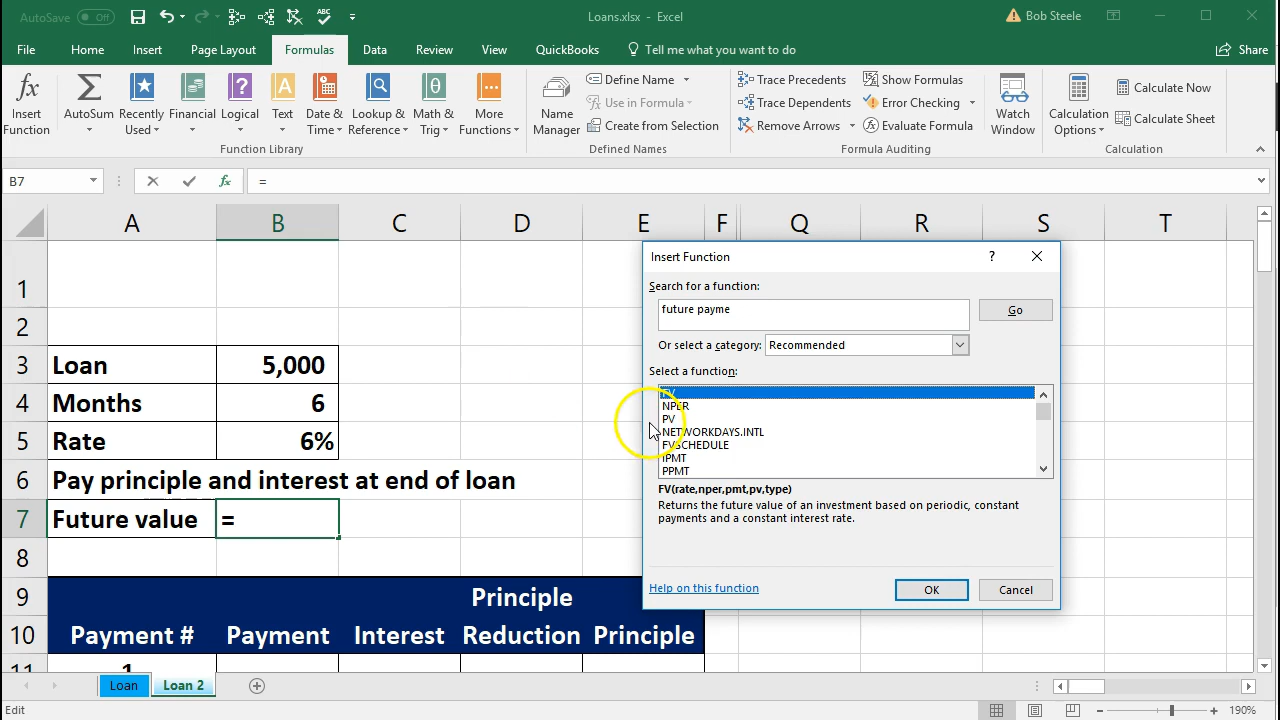 AutoSave Off
ABC
Loans.xlsx - Excel
Bob Steele
File Home Insert Page Layout Formulas Data Review View QuickBooks Tell me what you want to do Share
fx Insert Function
Σ AutoSum
Recently Used
Financial
? Logical
A Text
Date & Time
Lookup & Reference
θ Math & Trig
More Functions
Function Library
Name Manager
Define Name
Use in Formula
Create from Selection
Defined Names
Trace Precedents
Trace Dependents
Remove Arrows
Show Formulas
Error Checking
Evaluate Formula
Formula Auditing
Watch Window
Calculation Options
Calculate Now
Calculate Sheet
Calculation
B7 fx =
A B C D E F Q R S T
1
2
3 Loan 5,000
4 Months 6
5 Rate 6%
6 Pay principle and interest at end of loan
7 Future value =
8
9 Principle
10 Payment # Payment Interest Reduction Principle
11 1
Insert Function ? 
Search for a function:
future payme
Go
Or select a category: Recommended
Select a function:
FV
NPER
PV
NETWORKDAYS.INTL
FVSCHEDULE
IPMT
PPMT
FV(rate,nper,pmt,pv,type)
Returns the future value of an investment based on periodic, constant
payments and a constant interest rate.
Help on this function
OK Cancel
Loan Loan 2
Edit
190%